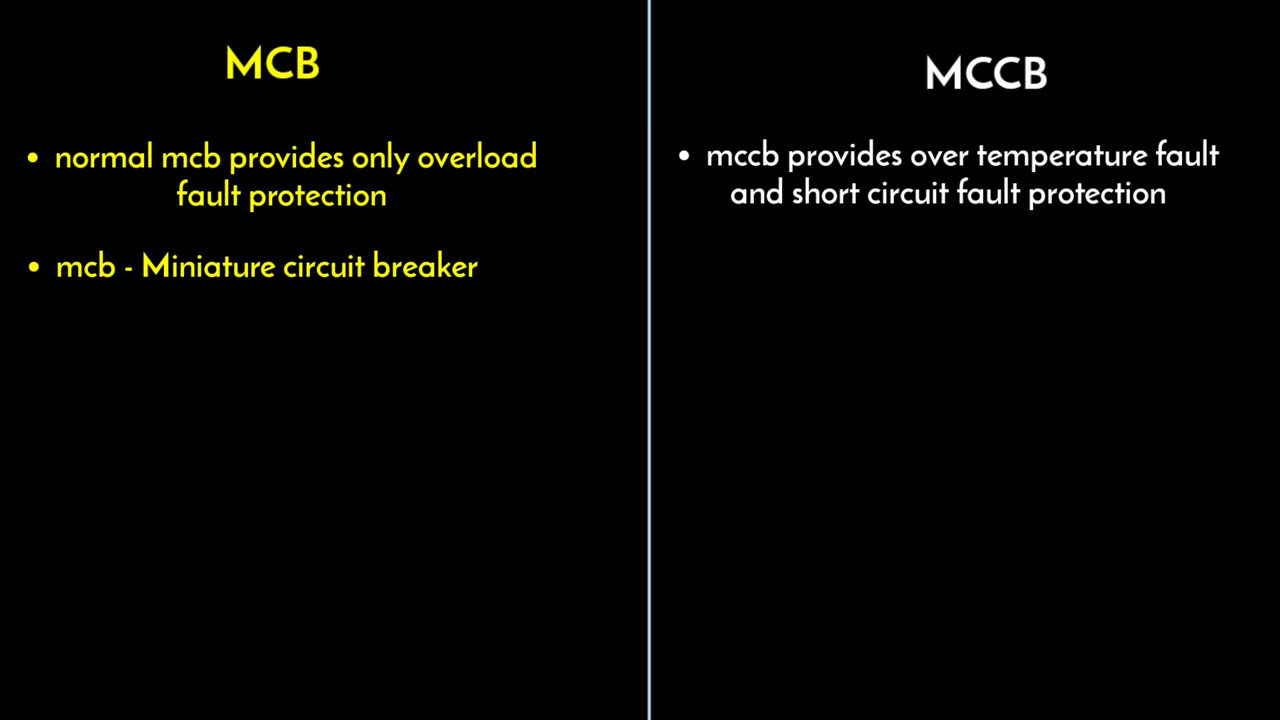 MCB
• normal mcb provides only overload
fault protection
• mcb - Miniature circuit breaker
MCCB
• mccb provides over temperature fault
and short circuit fault protection